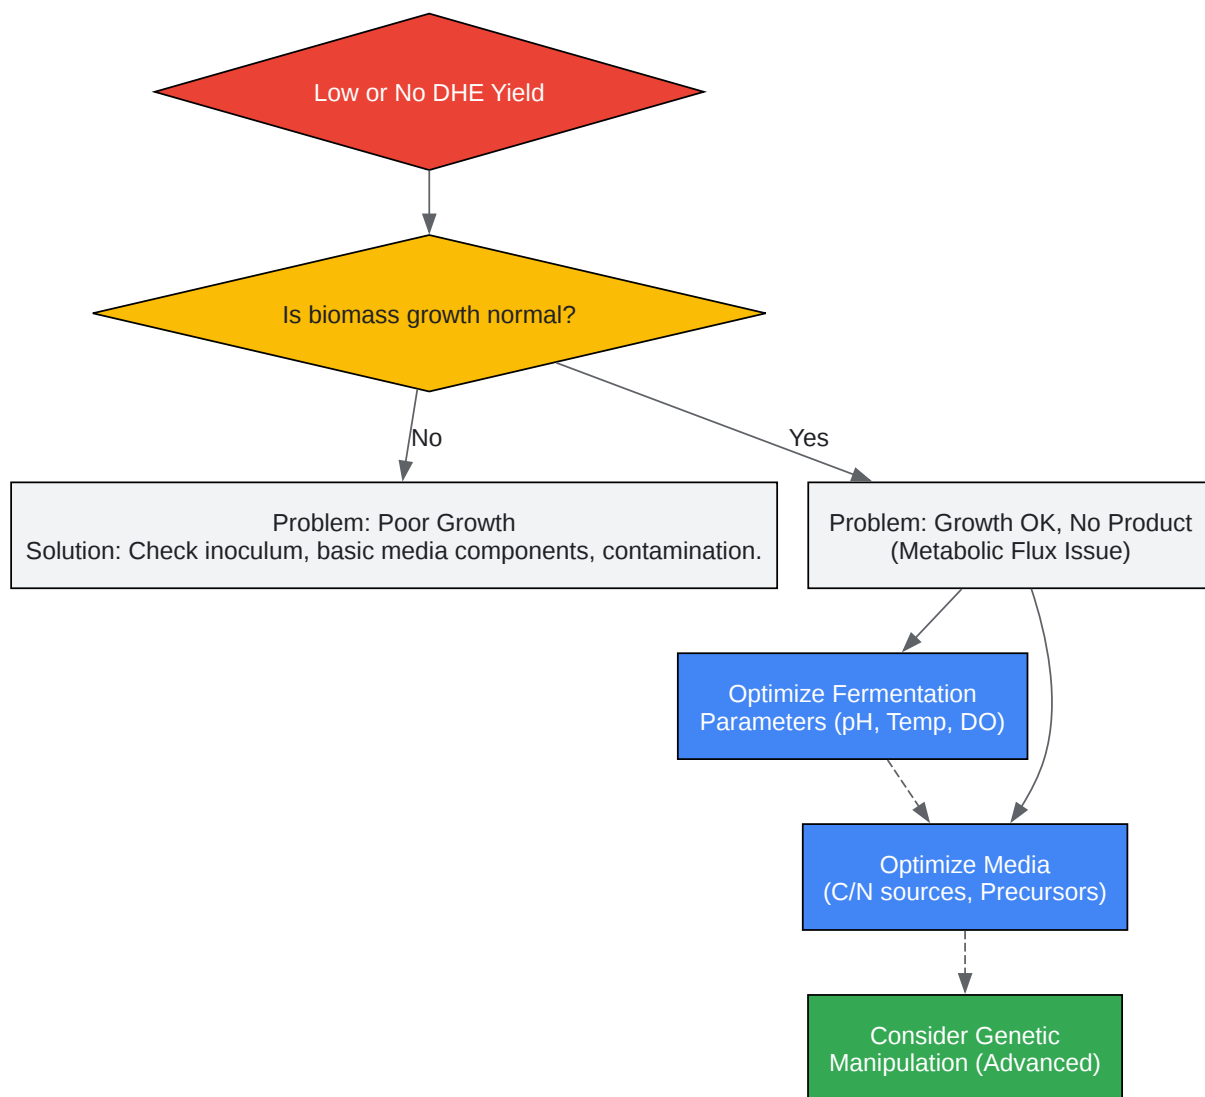 Low or No DHE Yield
Is biomass growth normal?
No
Yes
Problem: Poor Growth
Solution: Check inoculum, basic media components, contamination.
Problem: Growth OK, No Product
(Metabolic Flux Issue)
Optimize Fermentation
Parameters (pH, Temp, DO)
Optimize Media
(C/N sources, Precursors)
Consider Genetic
Manipulation (Advanced)